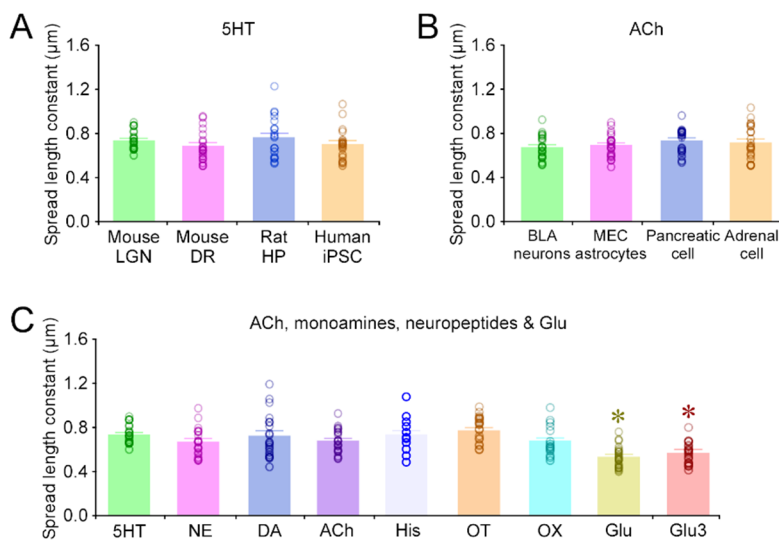 A
5HT
Spread length constant (μm)
1.6
1.2
0.8
0.4
0.0
Mouse Mouse Rat Human
LGN DR HP iPSC
B
ACh
Spread length constant (μm)
1.6
1.2
0.8
0.4
0.0
BLA MEC Pancreatic Adrenal
neurons astrocytes cell cell
C
ACh, monoamines, neuropeptides & Glu
Spread length constant (μm)
1.6
1.2
0.8
0.4
0.0
* *
5HT NE DA ACh His OT OX Glu Glu3